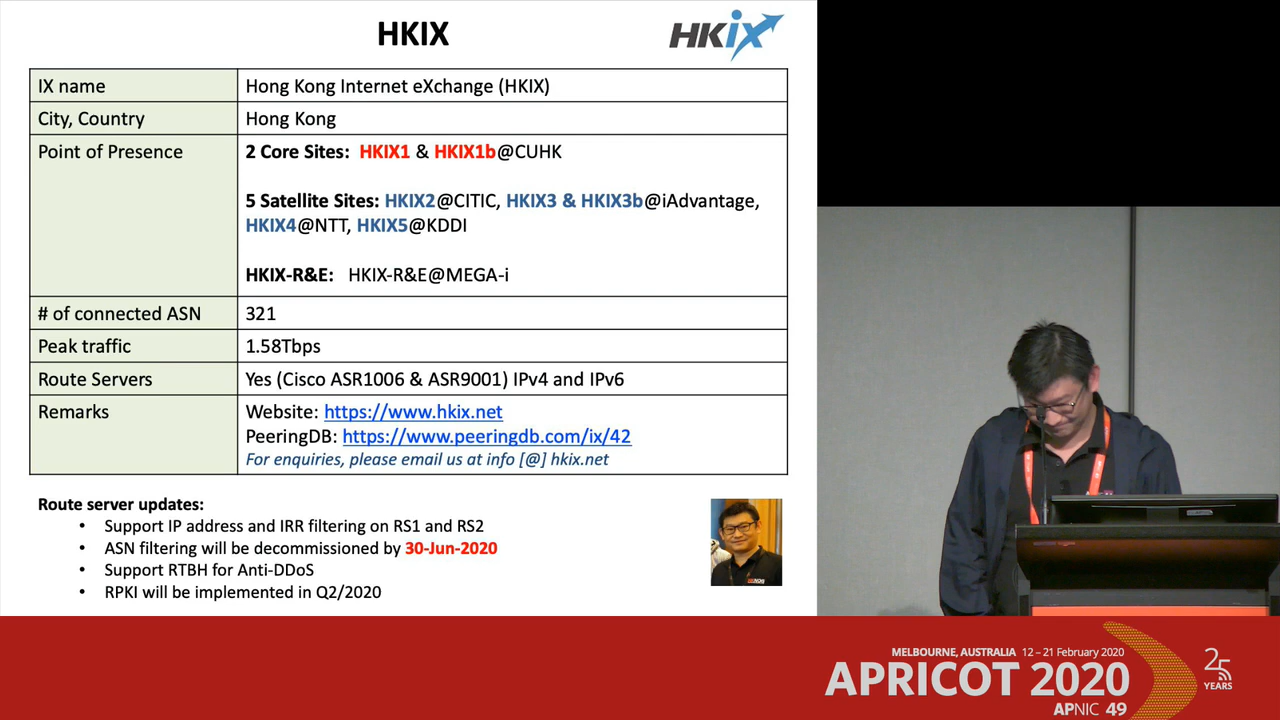 HKIX
HKIX
IX name
Hong Kong Internet eXchange (HKIX)
City, Country
Hong Kong
Point of Presence
2 Core Sites: HKIX1 & HKIX1b@CUHK
5 Satellite Sites: HKIX2@CITIC, HKIX3 & HKIX3b@iAdvantage,
HKIX4@NTT, HKIX5@KDDI
HKIX-R&E: HKIX-R&E@MEGA-i
# of connected ASN
321
Peak traffic
1.58Tbps
Route Servers
Yes (Cisco ASR1006 & ASR9001) IPv4 and IPv6
Remarks
Website: https://www.hkix.net
PeeringDB: https://www.peeringdb.com/ix/42
For enquiries, please email us at info [@] hkix.net
Route server updates:
• Support IP address and IRR filtering on RS1 and RS2
• ASN filtering will be decommissioned by 30-Jun-2020
• Support RTBH for Anti-DDoS
• RPKI will be implemented in Q2/2020
MELBOURNE, AUSTRALIA 12 – 21 February 2020
APRICOT 2020
APNIC 49
25
YEARS